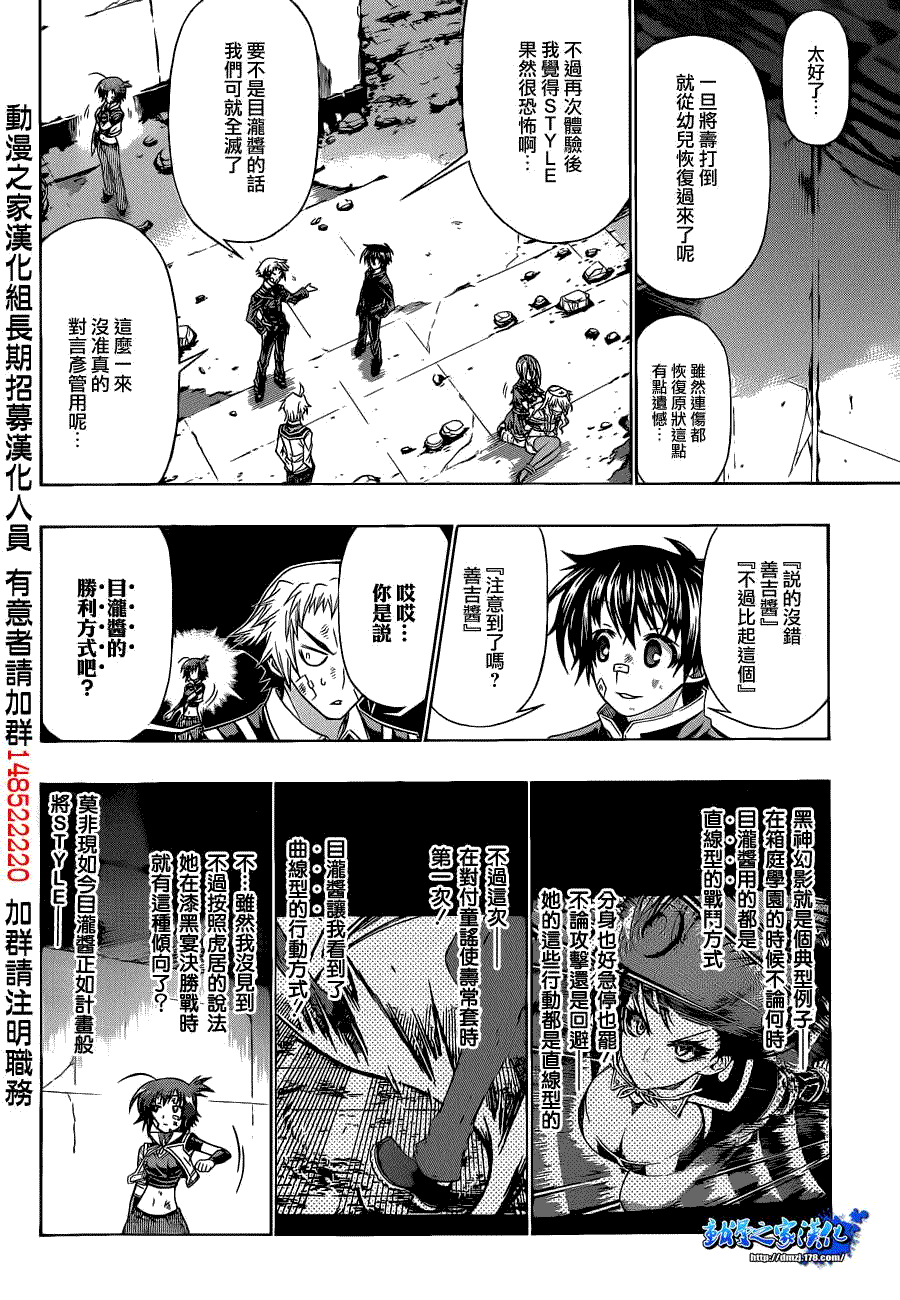 太好了…
一旦將壽打倒
就從幼兒恢復過來了呢
雖然連傷都
恢復原狀這點
有點遺憾…
不過再次體驗後
我覺得STYLE
果然很恐怖啊…
要不是目瀧醬的話
我們可就全滅了
這麼一來
沒准真的
對言彥管用呢…
『說的沒錯
善吉醬』
『不過比起這個』
『注意到了嗎？
善吉醬』
哎哎…
你是說
目瀧醬的
勝利方式吧？
黑神幻影就是個典型例子——
在箱庭學園的時候不論何時
目瀧醬用的都是
直線型的戰鬥方式
分身也好急停也罷！
不論攻擊還是回避——
她的這些行動都是直線型的
不過這次——
在對付童謠使壽常套時
第一次！
目瀧醬讓我看到了
曲線型的行動方式！
不…雖然我沒見到
不過按照虎居的說法
她在漆黑宴決勝戰時
就有這種傾向了？
莫非現如今目瀧醬正如計畫般
將STYLE——
動漫之家漢化組長期招募漢化人員 有意者請加群148522220 加群請注明職務
動漫之家漢化
http://dmzj.178.com/